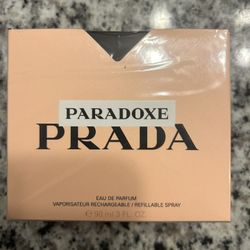 PARADOXE
PRADA
EAU DE PARFUM
VAPORISATEUR RECHARGEABLE / REFILLABLE SPRAY
℮ 90 ml 3 FL. OZ